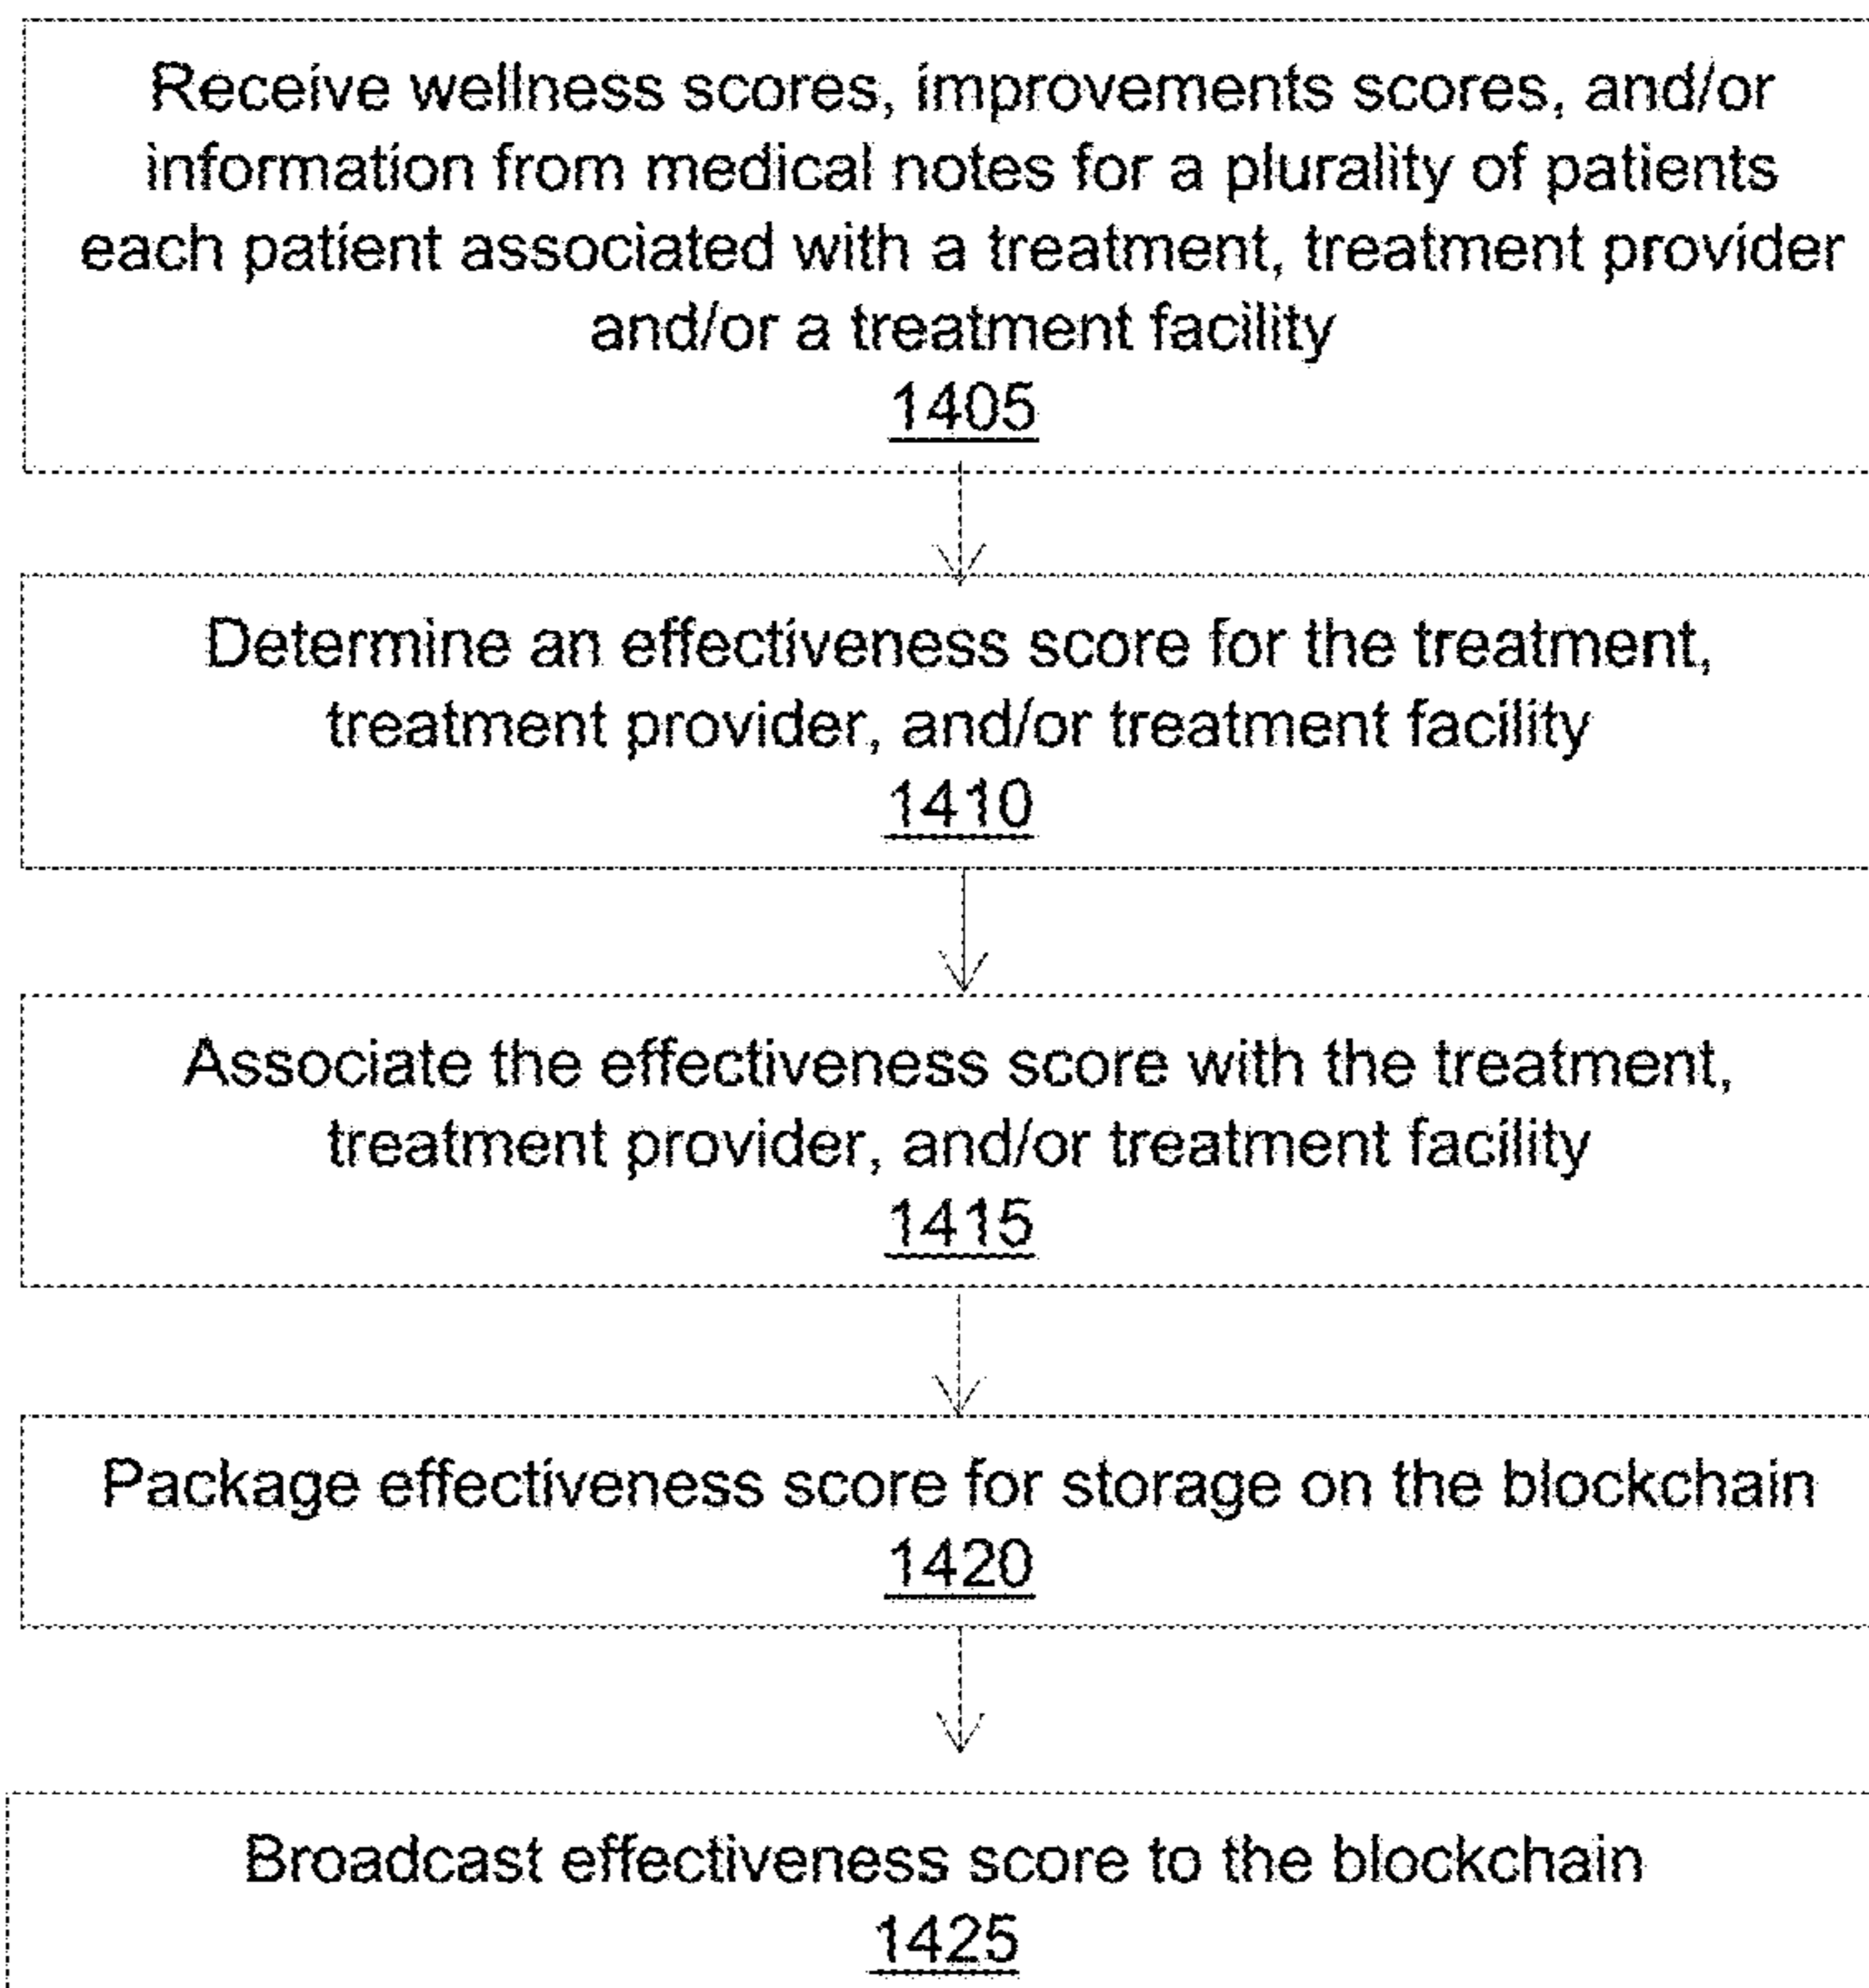 Receive wellness scores, improvements scores, and/or
information from medical notes for a plurality of patients
each patient associated with a treatment, treatment provider
and/or a treatment facility
1405
Determine an effectiveness score for the treatment,
treatment provider, and/or treatment facility
1410
Associate the effectiveness score with the treatment,
treatment provider, and/or treatment facility
1415
Package effectiveness score for storage on the blockchain
1420
Broadcast effectiveness score to the blockchain
1425